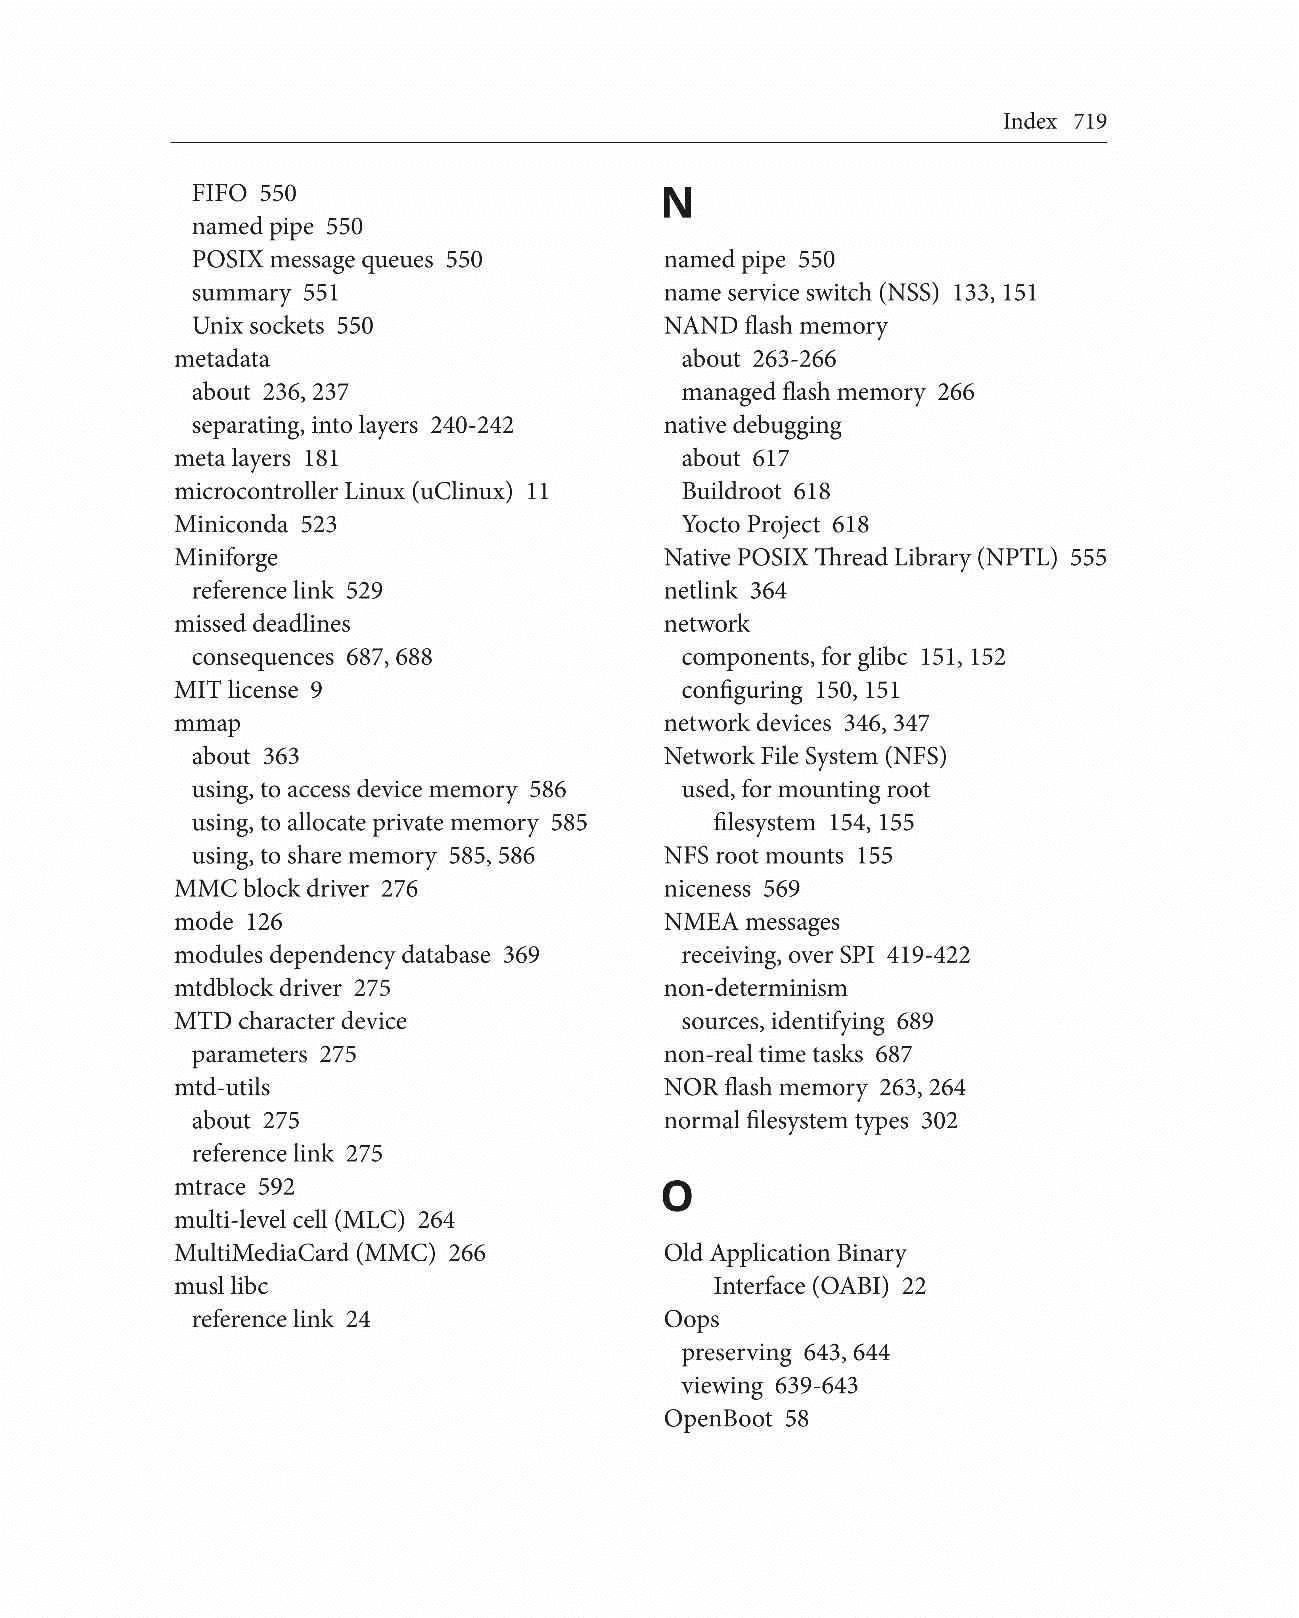 Index 719
FIFO 550
named pipe 550
POSIX message queues 550
summary 551
Unix sockets 550
metadata
about 236, 237
separating, into layers 240-242
meta layers 181
microcontroller Linux (uClinux) 11
Miniconda 523
Miniforge
reference link 529
missed deadlines
consequences 687, 688
MIT license 9
mmap
about 363
using, to access device memory 586
using, to allocate private memory 585
using, to share memory 585, 586
MMC block driver 276
mode 126
modules dependency database 369
mtdblock driver 275
MTD character device
parameters 275
mtd-utils
about 275
reference link 275
mtrace 592
multi-level cell (MLC) 264
MultiMediaCard (MMC) 266
musl libc
reference link 24
N
named pipe 550
name service switch (NSS) 133, 151
NAND flash memory
about 263-266
managed flash memory 266
native debugging
about 617
Buildroot 618
Yocto Project 618
Native POSIX Thread Library (NPTL) 555
netlink 364
network
components, for glibc 151, 152
configuring 150, 151
network devices 346, 347
Network File System (NFS)
used, for mounting root
filesystem 154, 155
NFS root mounts 155
niceness 569
NMEA messages
receiving, over SPI 419-422
non-determinism
sources, identifying 689
non-real time tasks 687
NOR flash memory 263, 264
normal filesystem types 302
O
Old Application Binary
Interface (OABI) 22
Oops
preserving 643, 644
viewing 639-643
OpenBoot 58